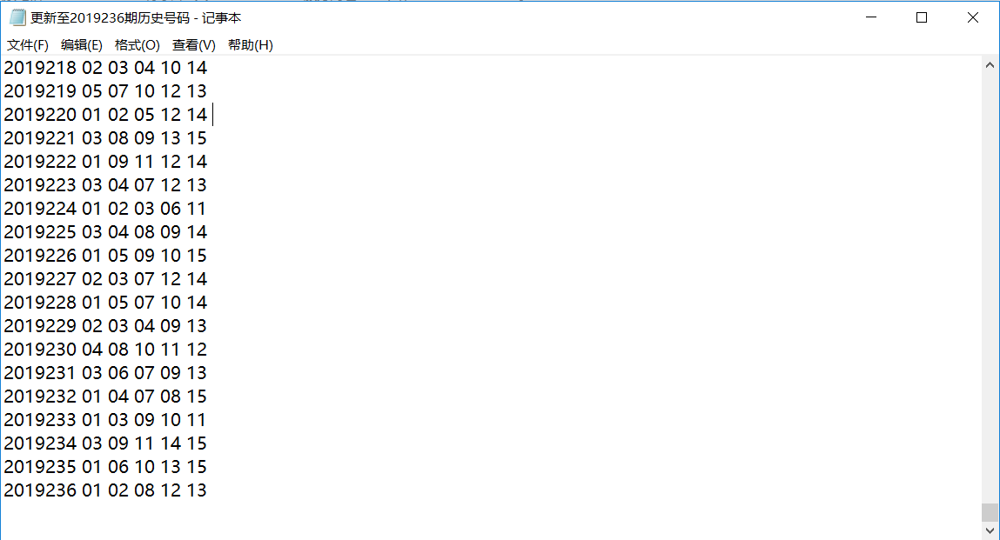 更新至2019236期历史号码 - 记事本
文件(F) 编辑(E) 格式(O) 查看(V) 帮助(H)
2019218 02 03 04 10 14
2019219 05 07 10 12 13
2019220 01 02 05 12 14
2019221 03 08 09 13 15
2019222 01 09 11 12 14
2019223 03 04 07 12 13
2019224 01 02 03 06 11
2019225 03 04 08 09 14
2019226 01 05 09 10 15
2019227 02 03 07 12 14
2019228 01 05 07 10 14
2019229 02 03 04 09 13
2019230 04 08 10 11 12
2019231 03 06 07 09 13
2019232 01 04 07 08 15
2019233 01 03 09 10 11
2019234 03 09 11 14 15
2019235 01 06 10 13 15
2019236 01 02 08 12 13